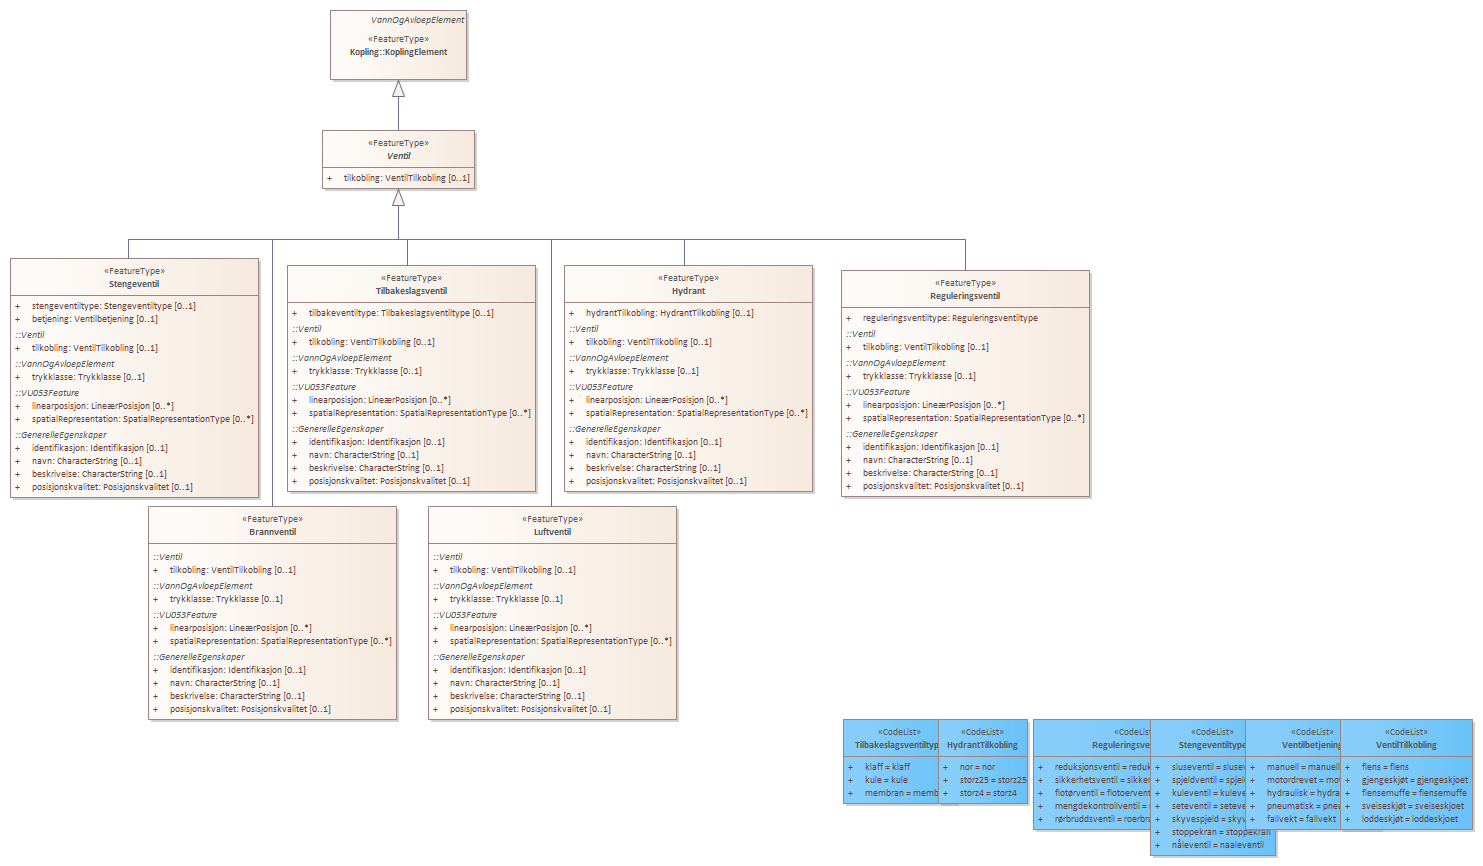 VannOgAvloepElement
«FeatureType»
Kopling::KoplingElement
«FeatureType»
Ventil
+ tilkobling: VentilTilkobling [0..1]
«FeatureType»
Stengeventil
+ stengeventiltype: Stengeventiltype [0..1]
+ betjening: Ventilbetjening [0..1]
::Ventil
+ tilkobling: VentilTilkobling [0..1]
::VannOgAvloepElement
+ trykklasse: Trykklasse [0..1]
::VU053Feature
+ linearposisjon: LineærPosisjon [0..*]
+ spatialRepresentation: SpatialRepresentationType [0..*]
::GenerelleEgenskaper
+ identifikasjon: Identifikasjon [0..1]
+ navn: CharacterString [0..1]
+ beskrivelse: CharacterString [0..1]
+ posisjonskvalitet: Posisjonskvalitet [0..1]
«FeatureType»
Tilbakeslagsventil
+ tilbakeventiltype: Tilbakeslagsventil [0..1]
::Ventil
+ tilkobling: VentilTilkobling [0..1]
::VannOgAvloepElement
+ trykklasse: Trykklasse [0..1]
::VU053Feature
+ linearposisjon: LineærPosisjon [0..*]
+ spatialRepresentation: SpatialRepresentationType [0..*]
::GenerelleEgenskaper
+ identifikasjon: Identifikasjon [0..1]
+ navn: CharacterString [0..1]
+ beskrivelse: CharacterString [0..1]
+ posisjonskvalitet: Posisjonskvalitet [0..1]
«FeatureType»
Hydrant
+ hydrantTilkobling: HydrantTilkobling [0..1]
::Ventil
+ tilkobling: VentilTilkobling [0..1]
::VannOgAvloepElement
+ trykklasse: Trykklasse [0..1]
::VU053Feature
+ linearposisjon: LineærPosisjon [0..*]
+ spatialRepresentation: SpatialRepresentationType [0..*]
::GenerelleEgenskaper
+ identifikasjon: Identifikasjon [0..1]
+ navn: CharacterString [0..1]
+ beskrivelse: CharacterString [0..1]
+ posisjonskvalitet: Posisjonskvalitet [0..1]
«FeatureType»
Reguleringsventil
+ reguleringsventiltype: Reguleringsventiltype
::Ventil
+ tilkobling: VentilTilkobling [0..1]
::VannOgAvloepElement
+ trykklasse: Trykklasse [0..1]
::VU053Feature
+ linearposisjon: LineærPosisjon [0..*]
+ spatialRepresentation: SpatialRepresentationType [0..*]
::GenerelleEgenskaper
+ identifikasjon: Identifikasjon [0..1]
+ navn: CharacterString [0..1]
+ beskrivelse: CharacterString [0..1]
+ posisjonskvalitet: Posisjonskvalitet [0..1]
«FeatureType»
Brannventil
::Ventil
+ tilkobling: VentilTilkobling [0..1]
::VannOgAvloepElement
+ trykklasse: Trykklasse [0..1]
::VU053Feature
+ linearposisjon: LineærPosisjon [0..*]
+ spatialRepresentation: SpatialRepresentationType [0..*]
::GenerelleEgenskaper
+ identifikasjon: Identifikasjon [0..1]
+ navn: CharacterString [0..1]
+ beskrivelse: CharacterString [0..1]
+ posisjonskvalitet: Posisjonskvalitet [0..1]
«FeatureType»
Luftventil
::Ventil
+ tilkobling: VentilTilkobling [0..1]
::VannOgAvloepElement
+ trykklasse: Trykklasse [0..1]
::VU053Feature
+ linearposisjon: LineærPosisjon [0..*]
+ spatialRepresentation: SpatialRepresentationType [0..*]
::GenerelleEgenskaper
+ identifikasjon: Identifikasjon [0..1]
+ navn: CharacterString [0..1]
+ beskrivelse: CharacterString [0..1]
+ posisjonskvalitet: Posisjonskvalitet [0..1]
«CodeList»
Tilbakeslagsventiltyp
+ klaff = klaff
+ kule = kule
+ membran = memb
«CodeList»
HydrantTilkobling
+ nor = nor
+ storz25 = storz25
+ storz4 = storz4
«CodeLis
Reguleringsve
+ reduksjonsventil = reduk
+ sikkerhetsventil = sikker
+ flotørventil = flotoervent
+ mengdekontrollventil =
+ rørbruddsventil = roerbru
«CodeList»
Stengeventiltype
+ sluseventil = slusev
+ spjeldventil = spjel
+ kuleventil = kuleve
+ seteventil = seteve
+ skyvespjeld = skyv
+ stoppekran = stoppekran
+ nåleventil = naaleventil
«CodeList»
Ventilbetjening
+ manuell = manuell
+ motordrevet = mot
+ hydraulisk = hydra
+ pneumatisk = pneu
+ fallvekt = fallvekt
«CodeList»
VentilTilkobling
+ flens = flens
+ gjengeskjøt = gjengeskjoet
+ flensemuffe = flensemuffe
+ sveiseskjøt = sveiseskjoet
+ loddeskjøt = loddeskjoet